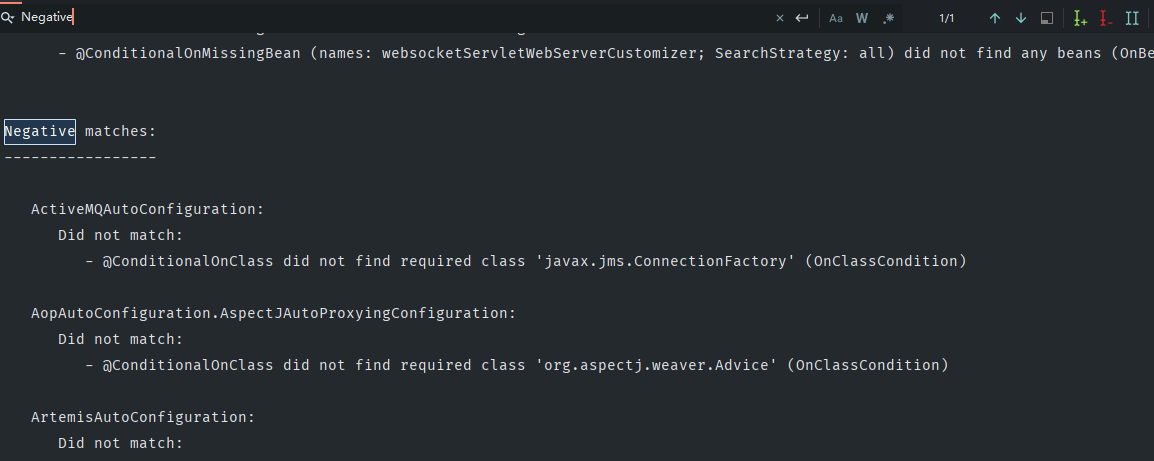 Negative
Aa W .* 1/1
- @ConditionalOnMissingBean (names: websocketServletWebServerCustomizer; SearchStrategy: all) did not find any beans (OnBe
Negative matches:
-----------------
ActiveMQAutoConfiguration:
Did not match:
- @ConditionalOnClass did not find required class 'javax.jms.ConnectionFactory' (OnClassCondition)
AopAutoConfiguration.AspectJAutoProxyingConfiguration:
Did not match:
- @ConditionalOnClass did not find required class 'org.aspectj.weaver.Advice' (OnClassCondition)
ArtemisAutoConfiguration:
Did not match: